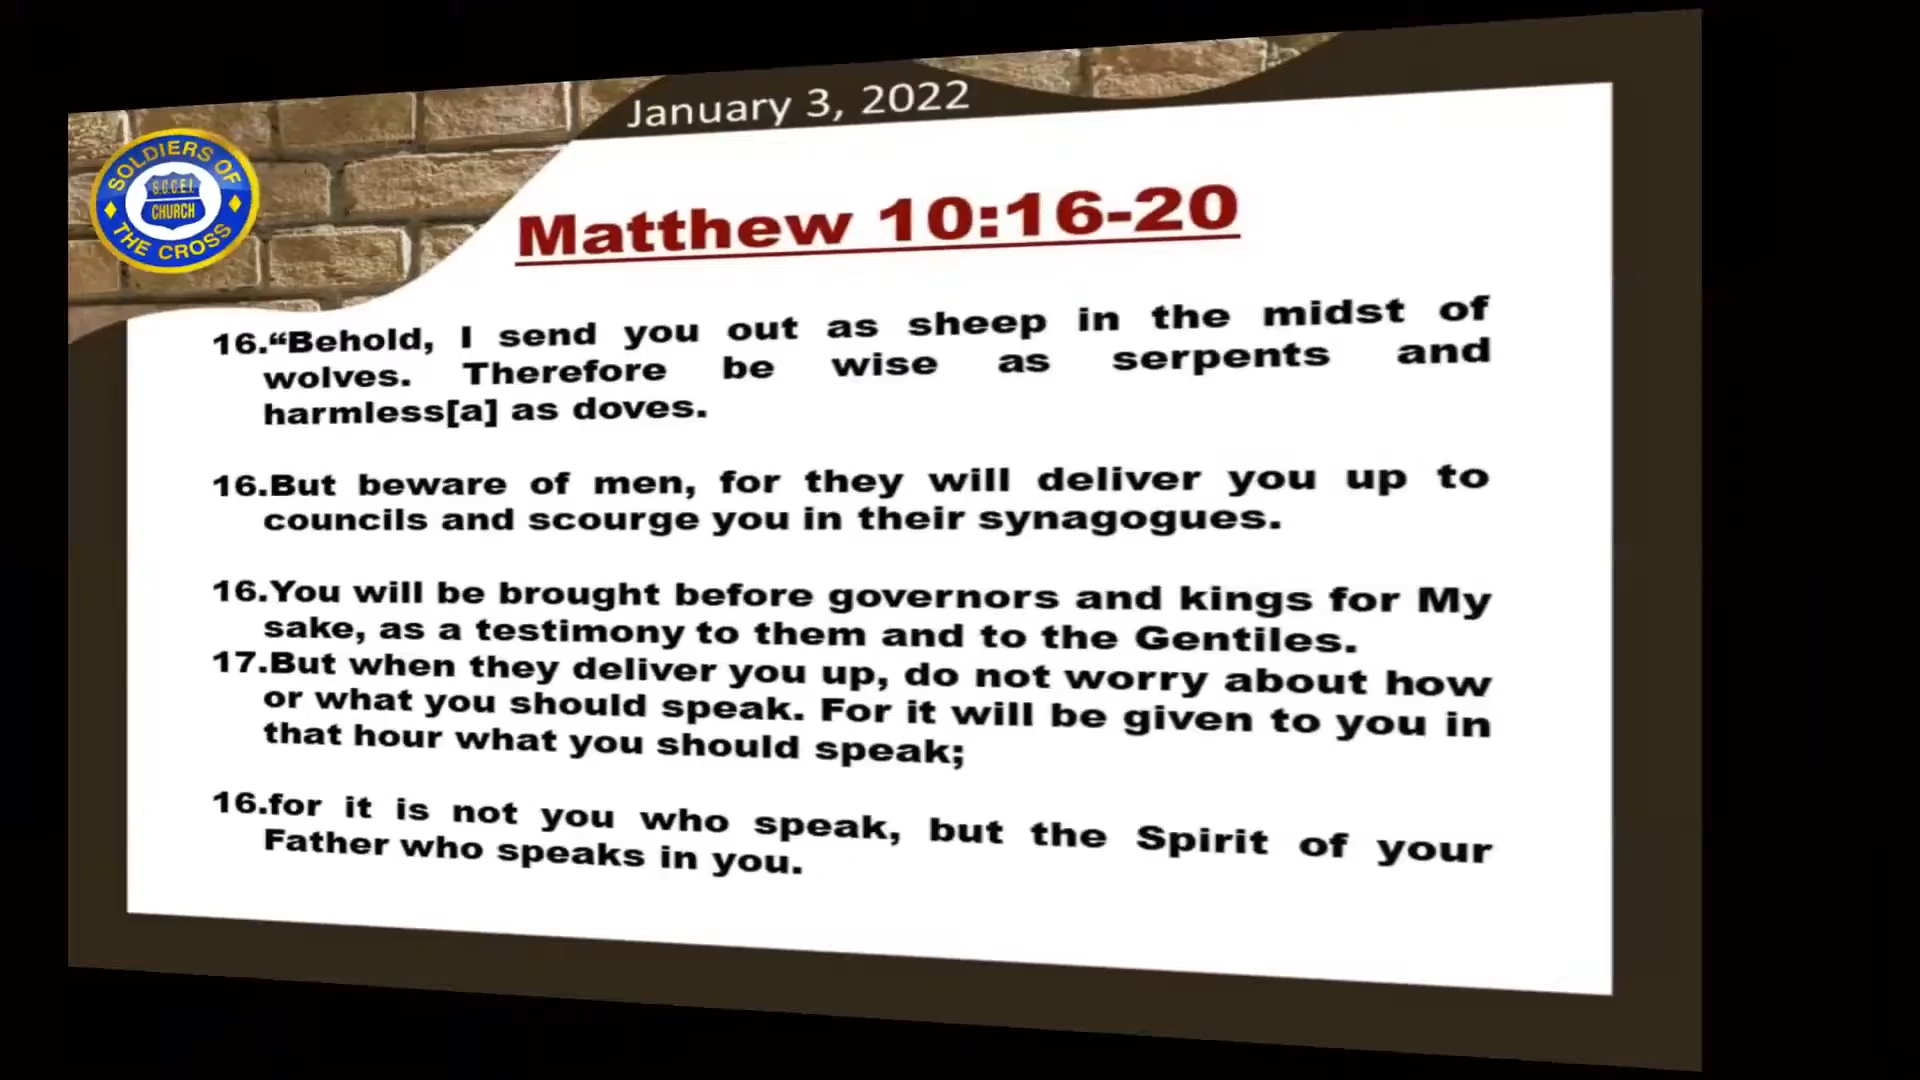 January 3, 2022
SOLDIERS OF
S.C.C.E.I.
CHURCH
THE CROSS
Matthew 10:16-20
16.“Behold, I send you out as sheep in the midst of
wolves. Therefore be wise as serpents and
harmless[a] as doves.
16.But beware of men, for they will deliver you up to
councils and scourge you in their synagogues.
16.You will be brought before governors and kings for My
sake, as a testimony to them and to the Gentiles.
17.But when they deliver you up, do not worry about how
or what you should speak. For it will be given to you in
that hour what you should speak;
16.for it is not you who speak, but the Spirit of your
Father who speaks in you.